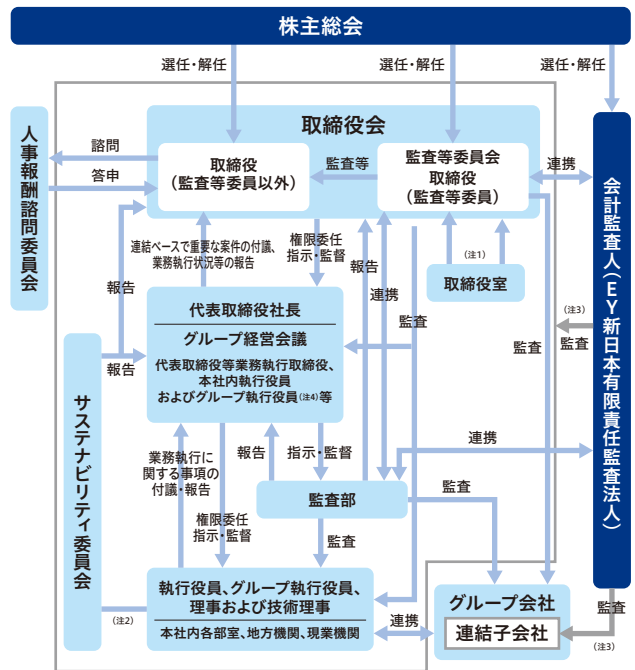 株主総会
選任・解任
選任・解任
選任・解任
人事報酬諮問委員会
諮問
答申
取締役会
取締役
（監査等委員以外）
監査等
監査等委員会
取締役
（監査等委員）
連携
会計監査人（EY新日本有限責任監査法人）
連結ベースで重要な案件の付議、
業務執行状況等の報告
権限委任
指示・監督
報告
連携
（注1）
取締役室
監査
監査
（注3）
監査
報告
報告
代表取締役社長
グループ経営会議
代表取締役等業務執行取締役、
本社内執行役員
およびグループ執行役員（注4）等
サステナビリティ委員会
業務執行に
関する事項の
付議・報告
報告
指示・監督
連携
監査部
監査
権限委任
指示・監督
監査
執行役員、グループ執行役員、
理事および技術理事
本社内各部室、地方機関、現業機関
（注2）
連携
グループ会社
連結子会社
監査
（注3）